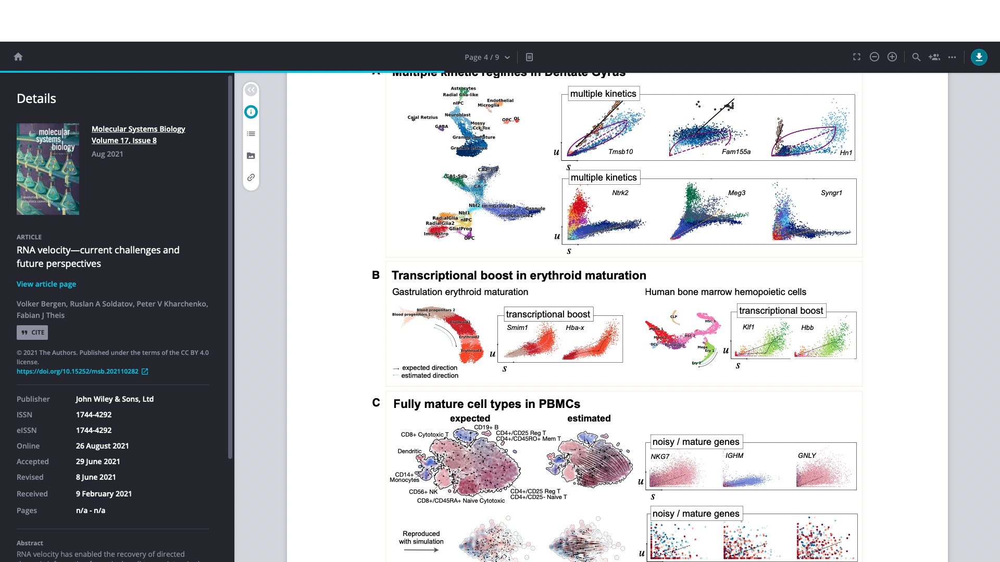 Page 4 / 9
Details
molecular
systems
biology
Molecular Systems Biology
Volume 17, Issue 8
Aug 2021
ARTICLE
RNA velocity—current challenges and
future perspectives
View article page
Volker Bergen, Ruslan A Soldatov, Peter V Kharchenko,
Fabian J Theis
CITE
© 2021 The Authors. Published under the terms of the CC BY 4.0
license.
https://doi.org/10.15252/msb.202110282
Publisher John Wiley & Sons, Ltd
ISSN 1744-4292
eISSN 1744-4292
Online 26 August 2021
Accepted 29 June 2021
Revised 8 June 2021
Received 9 February 2021
Pages n/a - n/a
Abstract
RNA velocity has enabled the recovery of directed
A Multiple kinetic regimes in Dentate Gyrus
Astrocytes
Radial Glia-like
nIPC
Endothelial
Microglia
Neuroblast
Cajal Retzius
GABA
Mossy
Cck-Tox
OPC
OL
Granule immature
Granule mature
multiple kinetics
Tmsb10
Fam155a
Hn1
u
s
CA2-3-4
CA1-Sub
CA
Nbl2
ImmGranule1
Granule
ImmGranule2
Nbl1
RadialGlia
nIPC
RadialGlia2
GlialProg
ImmAstro
OPC
multiple kinetics
Ntrk2
Meg3
Syngr1
u
s
B Transcriptional boost in erythroid maturation
Gastrulation erythroid maturation
Blood progenitors 2
Blood progenitors 1
Erythroid1
Erythroid2
Erythroid3
expected direction
estimated direction
transcriptional boost
Smim1
Hba-x
u
s
Human bone marrow hemopoietic cells
CLP
HSC 1
Mono 1
HSC 2
Mono 2
DCs
Precursors
Mega
Ery 1
Ery 2
transcriptional boost
Klf1
Hbb
u
s
C Fully mature cell types in PBMCs
expected
estimated
CD19+ B
CD8+ Cytotoxic T
CD4+/CD25 Reg T
CD4+/CD45RO+ Mem T
Dendritic
CD14+
Monocytes
CD56+ NK
CD4+/CD25 Reg T
CD4+/CD25- Naive T
CD8+/CD45RA+ Naive Cytotoxic
noisy / mature genes
NKG7
IGHM
GNLY
u
s
Reproduced
with simulation
noisy / mature genes
u